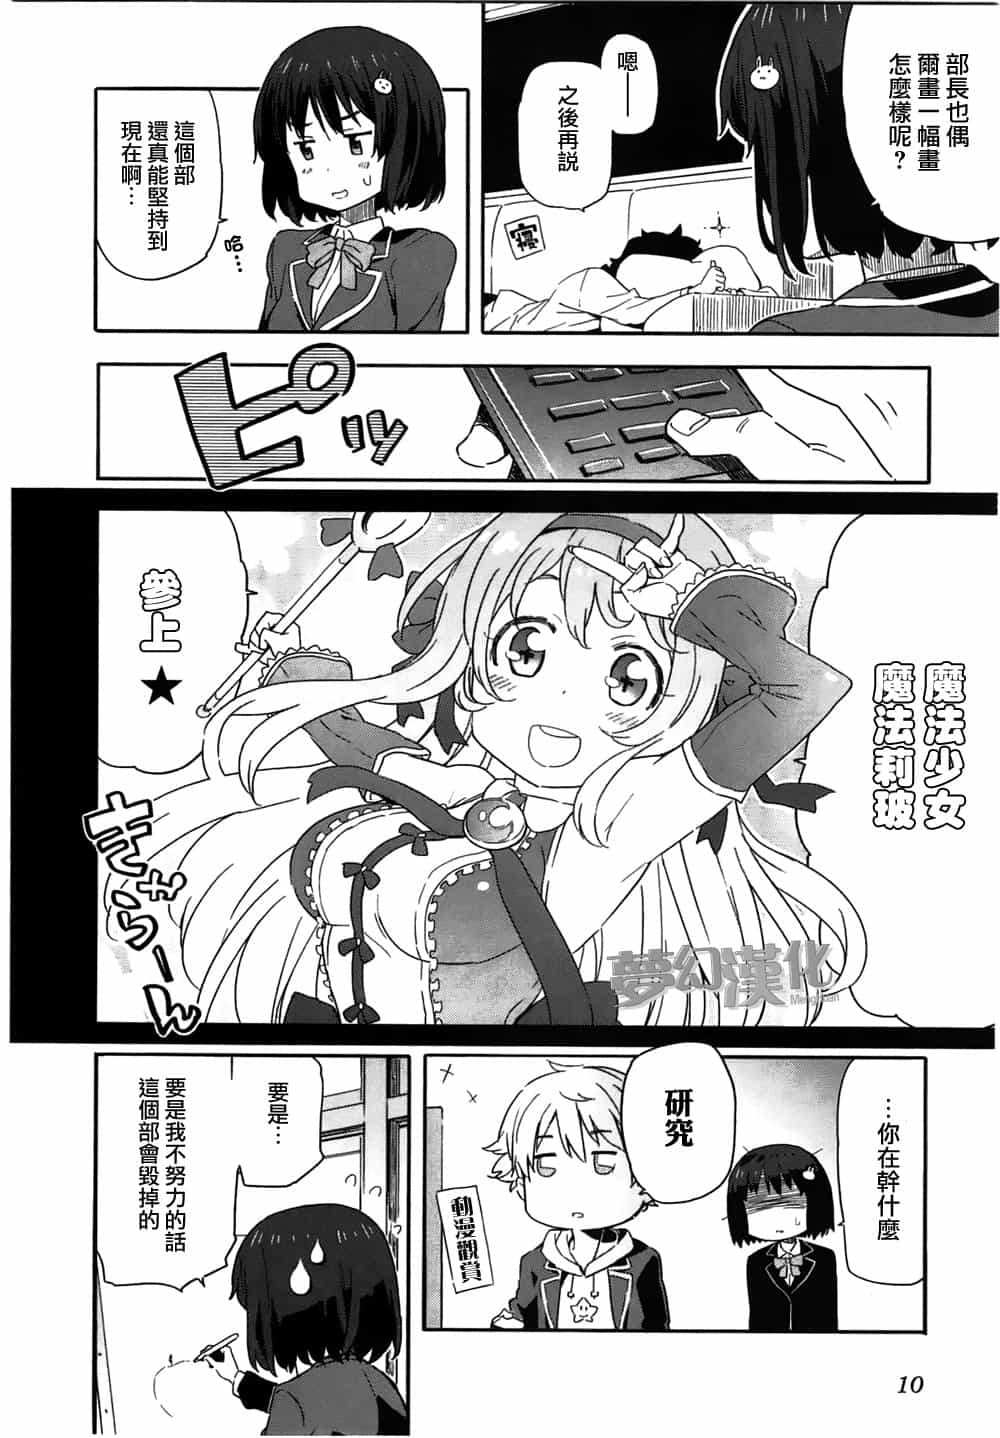 部長也偶
爾畫一幅畫
怎麼樣呢?
嗯——
之後再説
寝
這個部
還真能堅持到
現在啊…
哈…
ピッ
魔法少女
魔法莉玻
參上
★
きゃらーん
夢幻漢化
…你在幹什麼
研究
動漫觀賞
要是…
要是我不努力的話
這個部會毀掉的
10